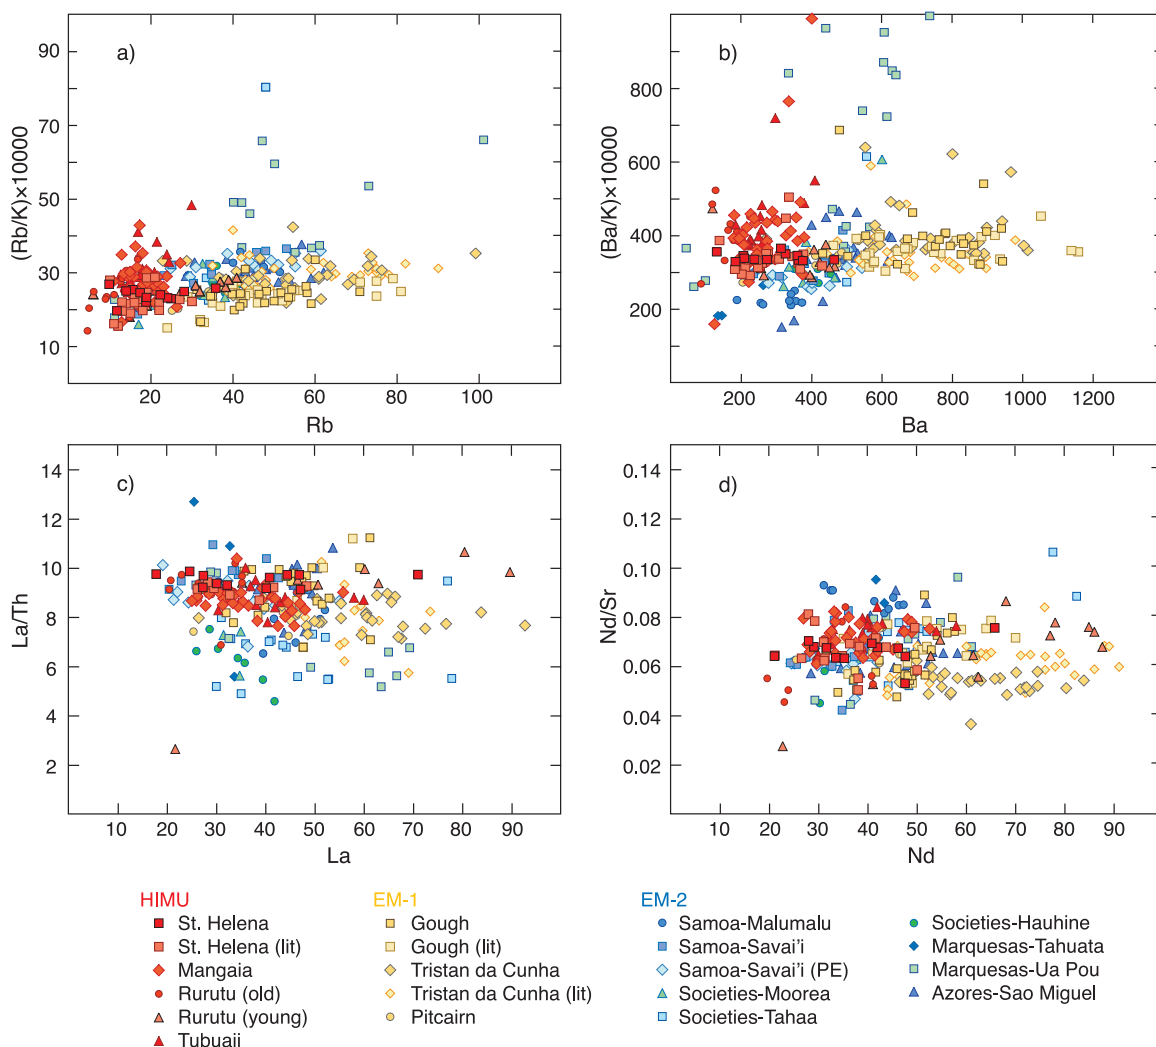 a)
90
70
50
30
10
(Rb/K)×10000
20
40
60
80
100
Rb
b)
800
600
400
200
(Ba/K)×10000
200
400
600
800
1000
1200
Ba
c)
14
12
10
8
6
4
2
La/Th
10
20
30
40
50
60
70
80
90
La
d)
0.14
0.12
0.10
0.08
0.06
0.04
0.02
Nd/Sr
10
20
30
40
50
60
70
80
90
Nd
HIMU
St. Helena
St. Helena (lit)
Mangaia
Rurutu (old)
Rurutu (young)
Tubuaii
EM-1
Gough
Gough (lit)
Tristan da Cunha
Tristan da Cunha (lit)
Pitcairn
EM-2
Samoa-Malumalu
Samoa-Savai'i
Samoa-Savai'i (PE)
Societies-Moorea
Societies-Tahaa
Societies-Hauhine
Marquesas-Tahuata
Marquesas-Ua Pou
Azores-Sao Miguel